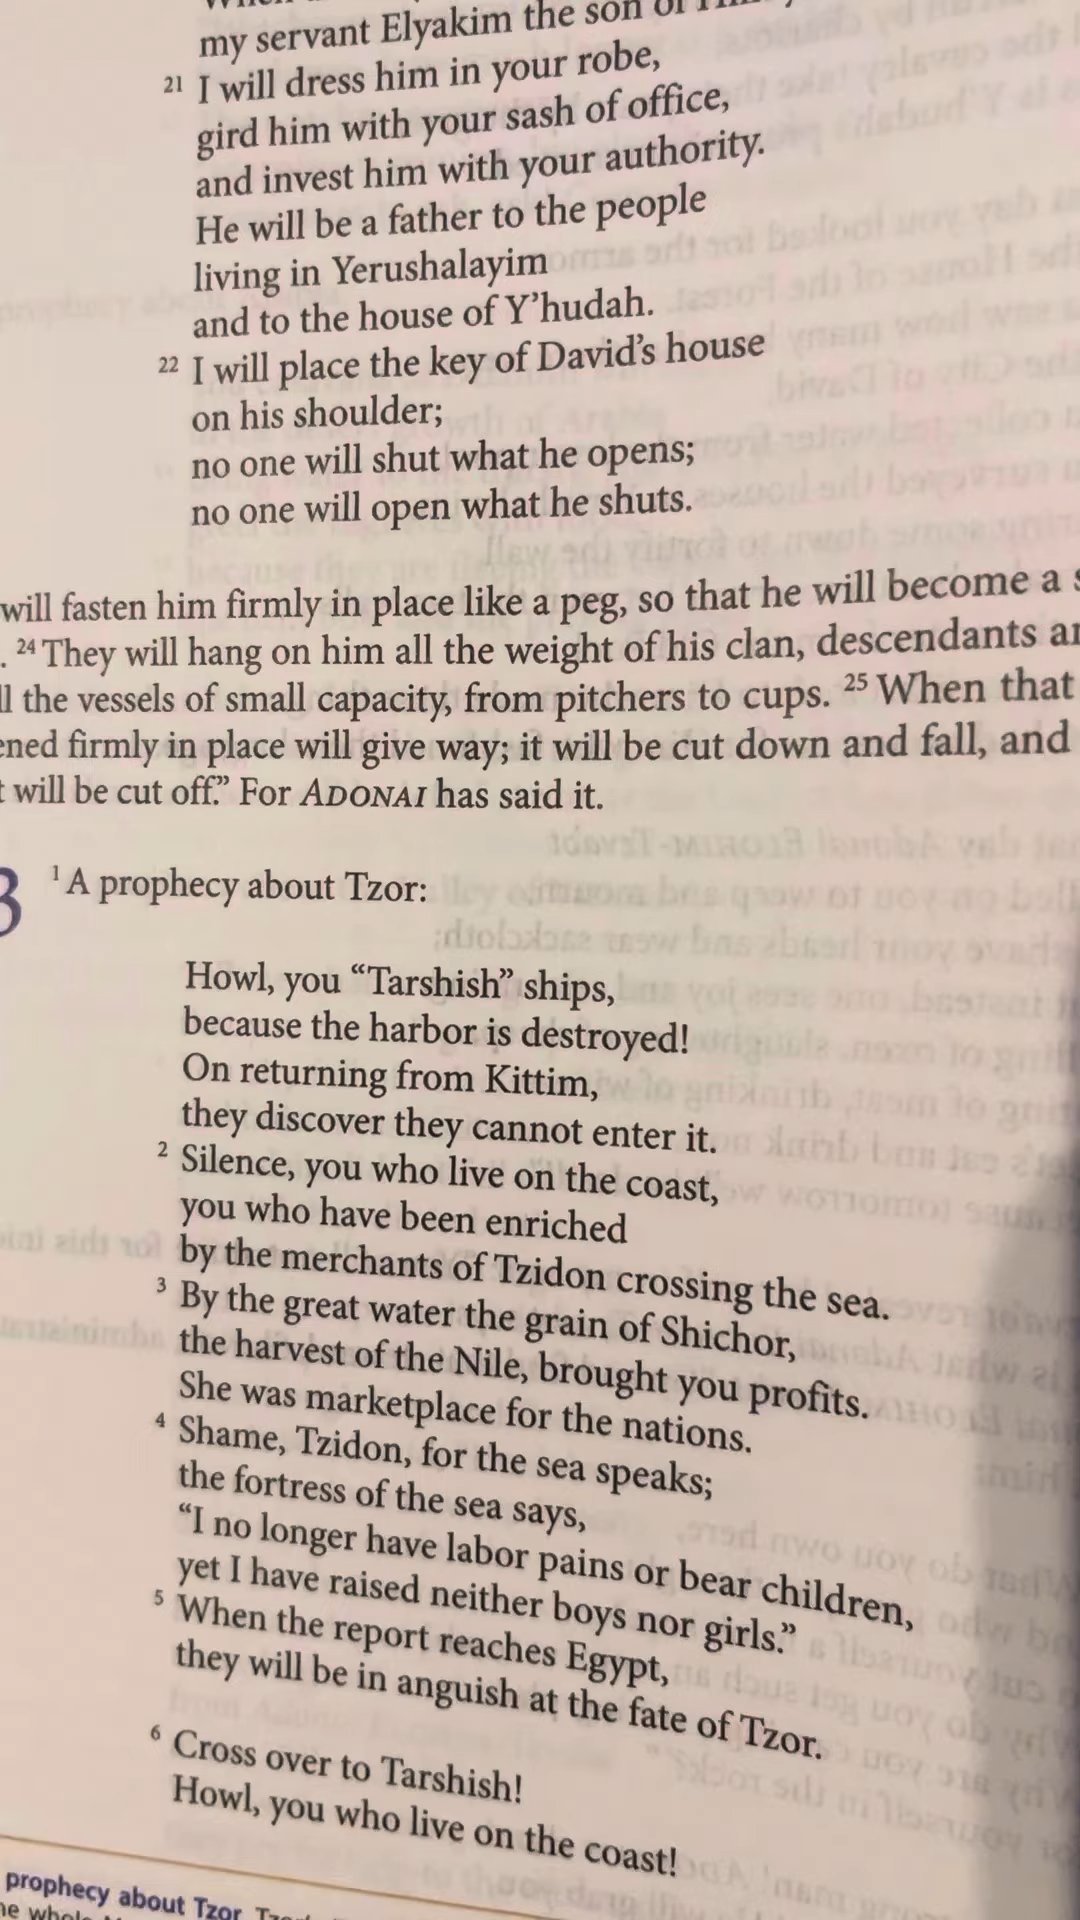 my servant Elyakim the son of
21 I will dress him in your robe,
gird him with your sash of office,
and invest him with your authority.
He will be a father to the people
living in Yerushalayim
and to the house of Y’hudah.
22 I will place the key of David’s house
on his shoulder;
no one will shut what he opens;
no one will open what he shuts.
will fasten him firmly in place like a peg, so that he will become a
. 24 They will hang on him all the weight of his clan, descendants
the vessels of small capacity, from pitchers to cups. 25 When that
firmly in place will give way; it will be cut down and fall, and
will be cut off.” For ADONAI has said it.
3 1 A prophecy about Tzor:
Howl, you “Tarshish” ships,
because the harbor is destroyed!
On returning from Kittim,
they discover they cannot enter it.
2 Silence, you who live on the coast,
you who have been enriched
by the merchants of Tzidon crossing the sea.
3 By the great water the grain of Shichor,
the harvest of the Nile, brought you profits.
She was marketplace for the nations.
4 Shame, Tzidon, for the sea speaks;
the fortress of the sea says,
“I no longer have labor pains or bear children,
yet I have raised neither boys nor girls.”
5 When the report reaches Egypt,
they will be in anguish at the fate of Tzor.
6 Cross over to Tarshish!
Howl, you who live on the coast!
prophecy about Tzor